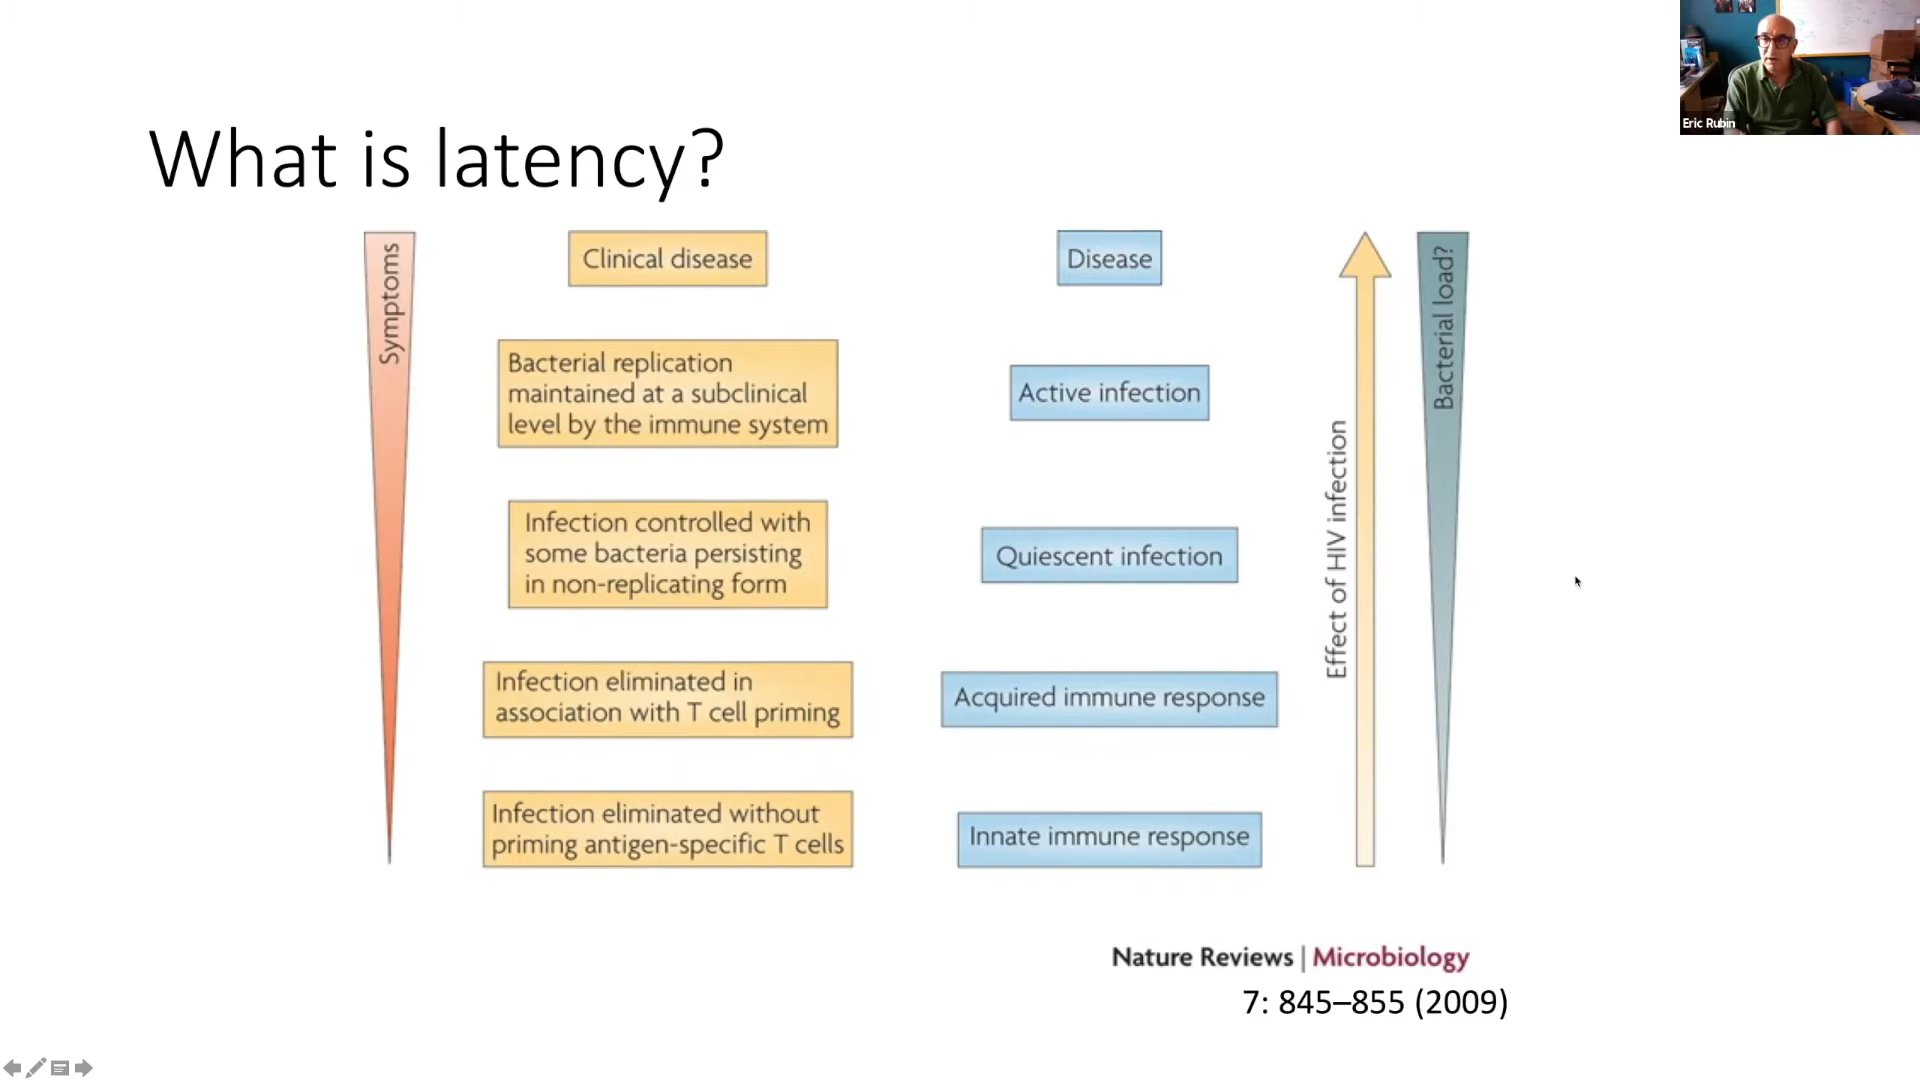 Eric Rubin
What is latency?
Symptoms
Clinical disease
Disease
Bacterial replication
maintained at a subclinical
level by the immune system
Active infection
Infection controlled with
some bacteria persisting
in non-replicating form
Quiescent infection
Infection eliminated in
association with T cell priming
Acquired immune response
Infection eliminated without
priming antigen-specific T cells
Innate immune response
Effect of HIV infection
Bacterial load?
Nature Reviews | Microbiology
7: 845–855 (2009)